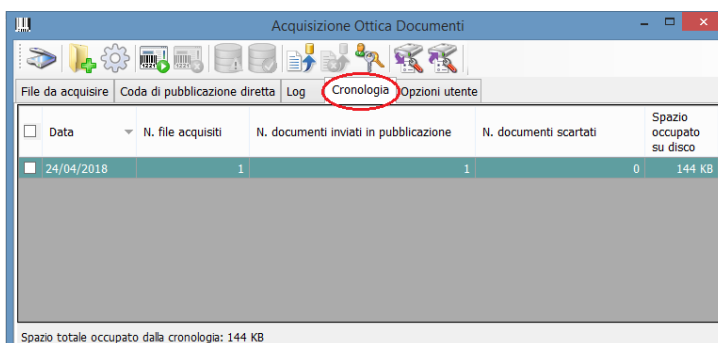 Acquisizione Ottica Documenti
File da acquisire Coda di pubblicazione diretta Log Cronologia Opzioni utente
Data N. file acquisiti N. documenti inviati in pubblicazione N. documenti scartati Spazio occupato su disco
24/04/2018 1 1 0 144 KB
Spazio totale occupato dalla cronologia: 144 KB